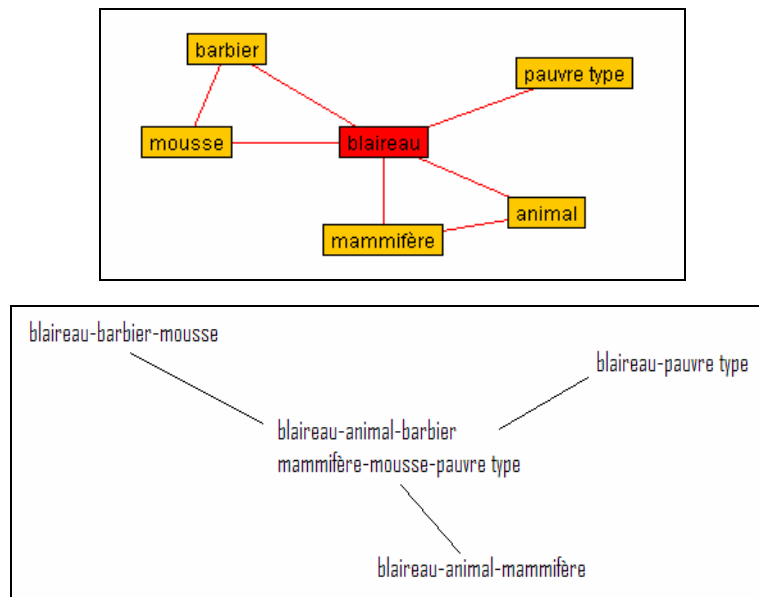 barbier
pauvre type
mousse
blaireau
animal
mammifère
blaireau-barbier-mousse
blaireau-pauvre type
blaireau-animal-barbier
mammifère-mousse-pauvre type
blaireau-animal-mammifère